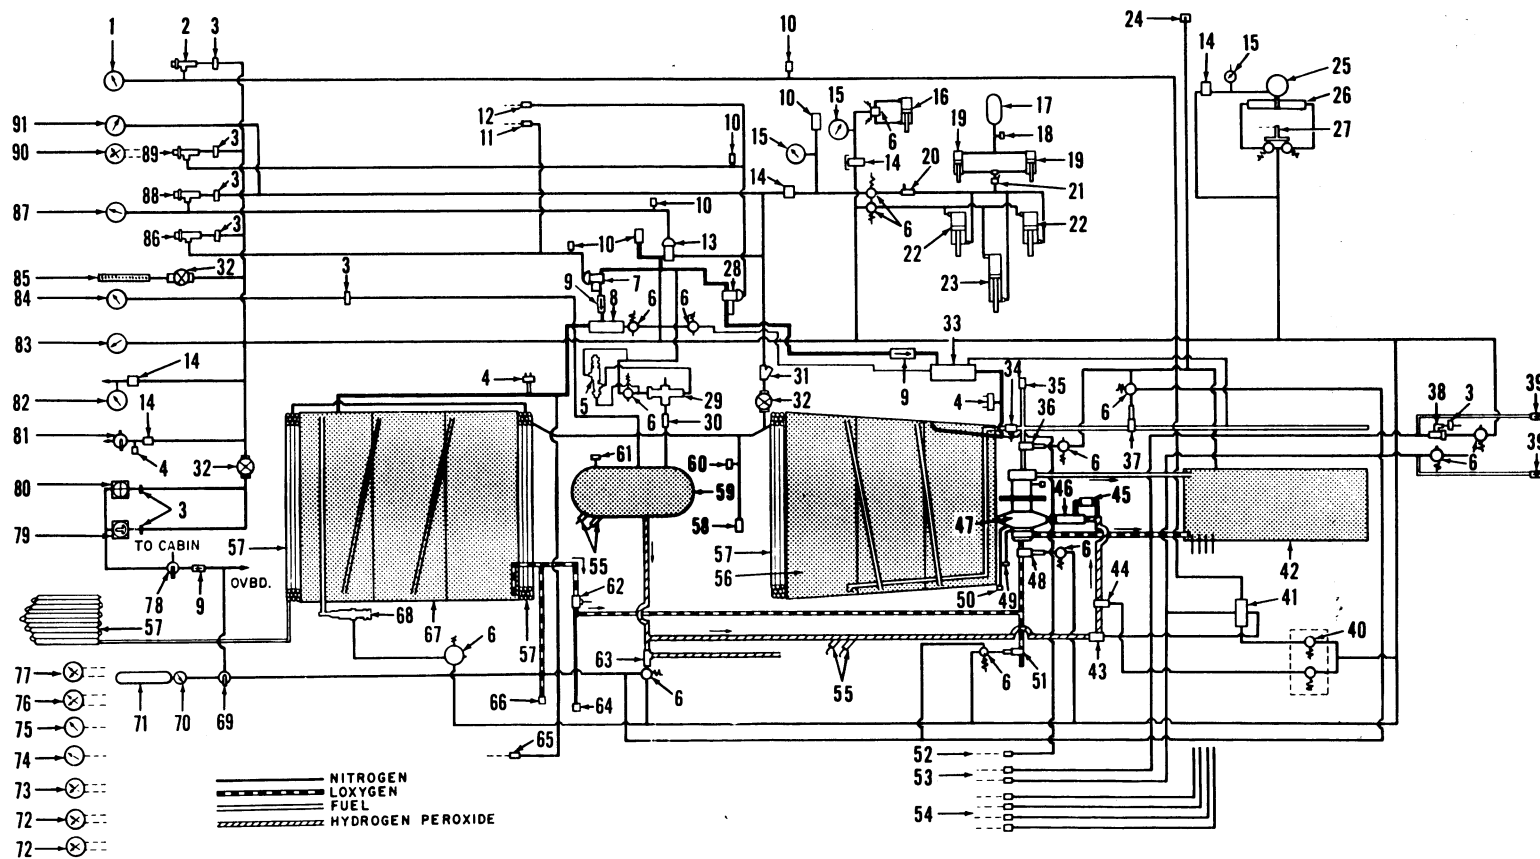 1 2 3 10 24
14 15 25
26
27
91 12 11 10 15 10 15 16 17
90 89 3 10 6 19 18 19
88 3 14 14 20 21
87 10 6 22 22
86 3 10 13
85 32 3 9 7 28 23
84 8 6 6
83 33
14 4 5 31 9 34 35
82 14 6 29 32 4 36 38 3 39
81 30 6 37 6 39
4 32 61 60 6
80 59 46 45
3 47
79 58
TO CABIN
57 55 57 6
OVBD. 56 48 44 42
78 9 62 50 49 41
57 68 67 6 57 40
63 43
77 6 51
76 71 70 69 66 64 6 55
75
65
74 52
53
73 NITROGEN
LOXYGEN
72 FUEL 54
HYDROGEN PEROXIDE
72